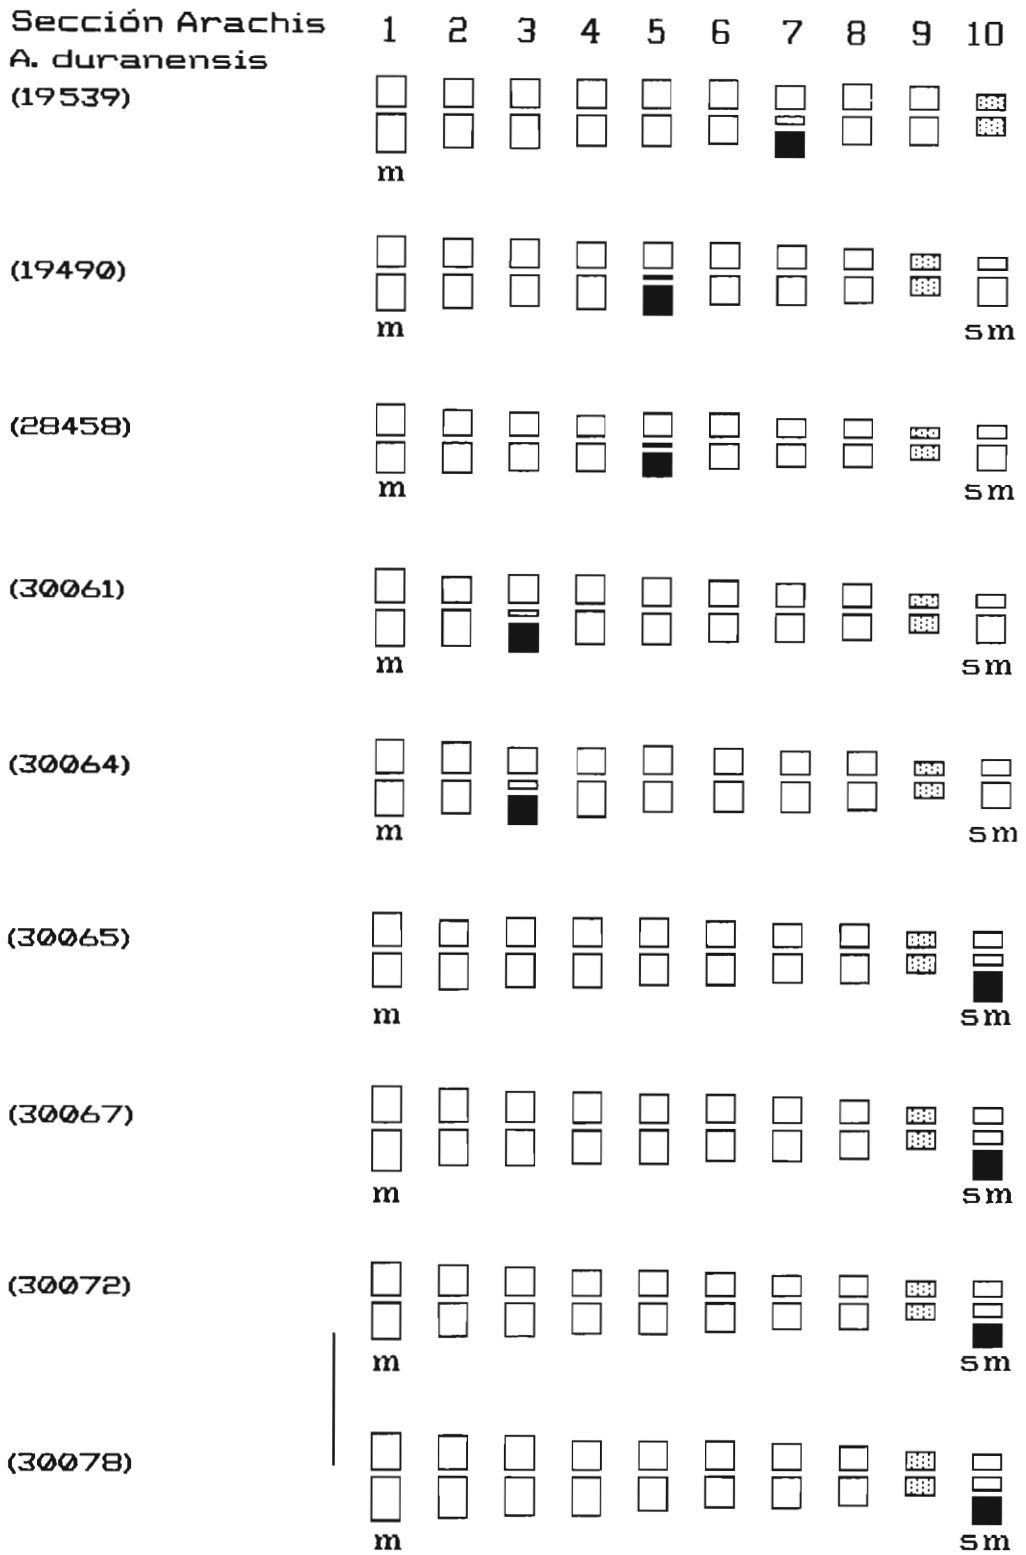 Sección Arachis 1 2 3 4 5 6 7 8 9 10
A. duranensis
(19539)
m
(19490)
m sm
(28458)
m sm
(30061)
m sm
(30064)
m sm
(30065)
m sm
(30067)
m sm
(30072)
m sm
(30078)
m sm